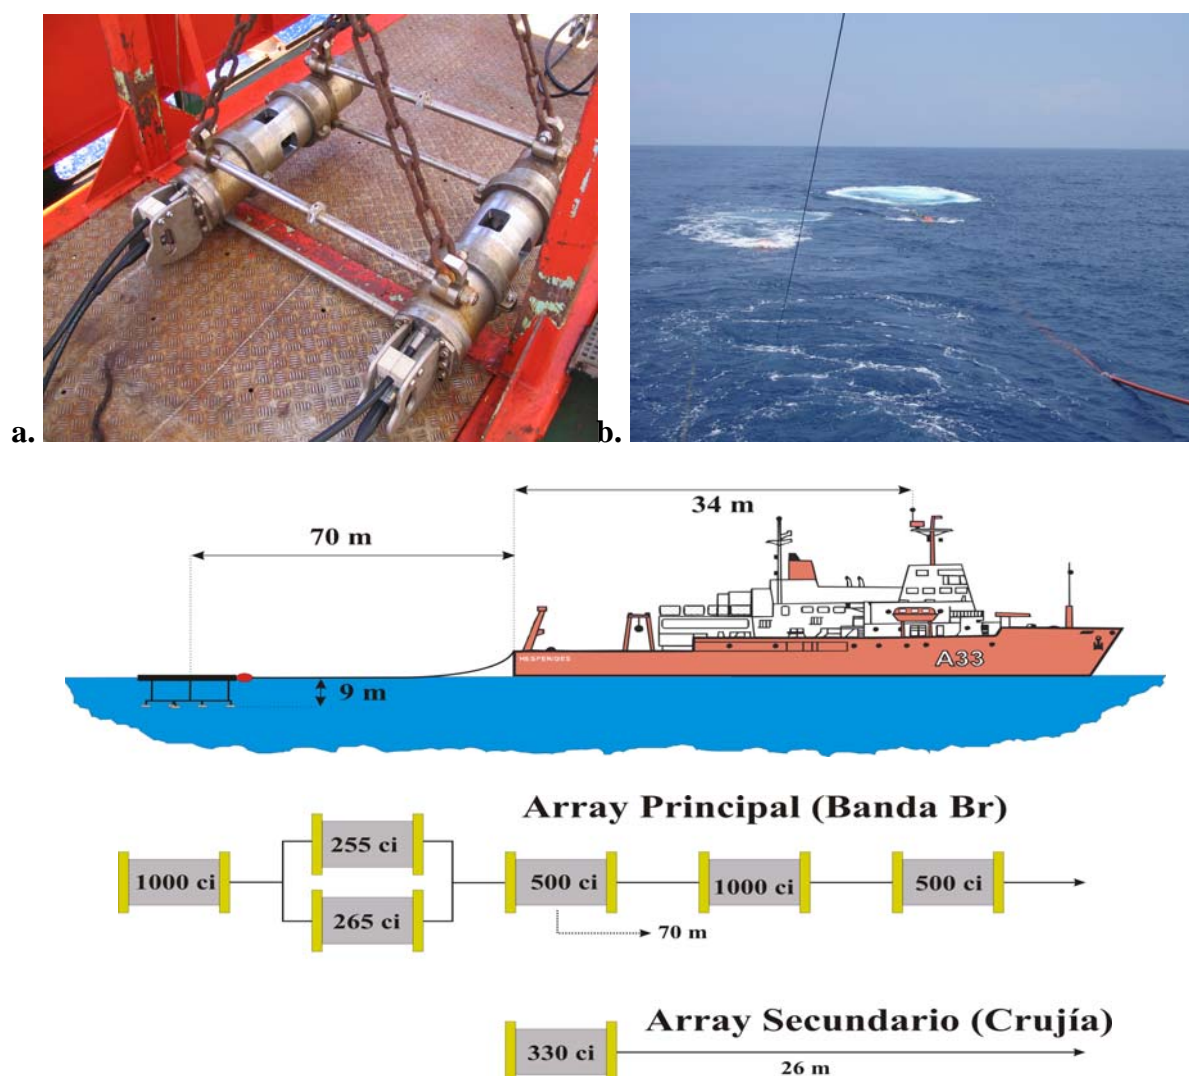 a.
b.
34 m
70 m
HESPERIDES
A33
9 m
Array Principal (Banda Br)
255 ci
1000 ci
500 ci
1000 ci
500 ci
265 ci
70 m
Array Secundario (Crujía)
330 ci
26 m